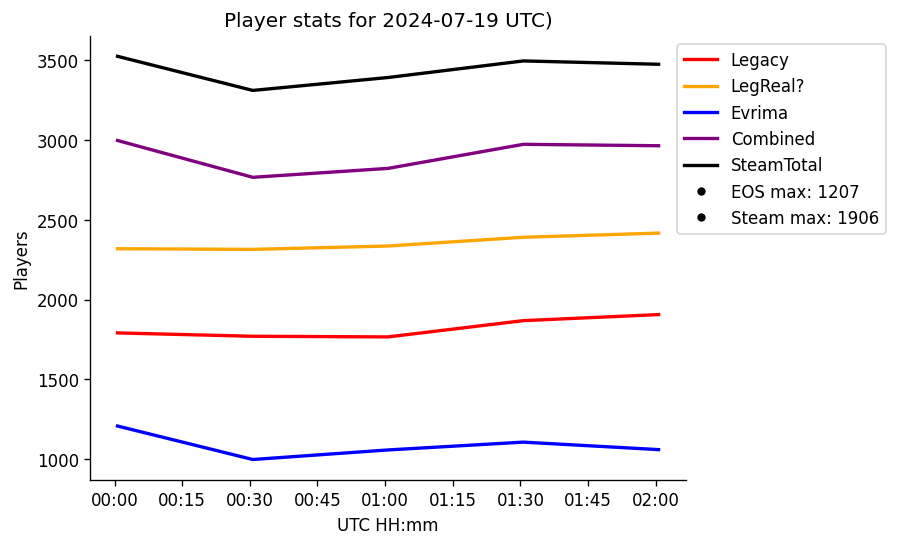 Player stats for 2024-07-19 UTC)
3500
3000
2500
2000
1500
1000
Players
00:00 00:15 00:30 00:45 01:00 01:15 01:30 01:45 02:00
UTC HH:mm
Legacy
LegReal?
Evrima
Combined
SteamTotal
EOS max: 1207
Steam max: 1906